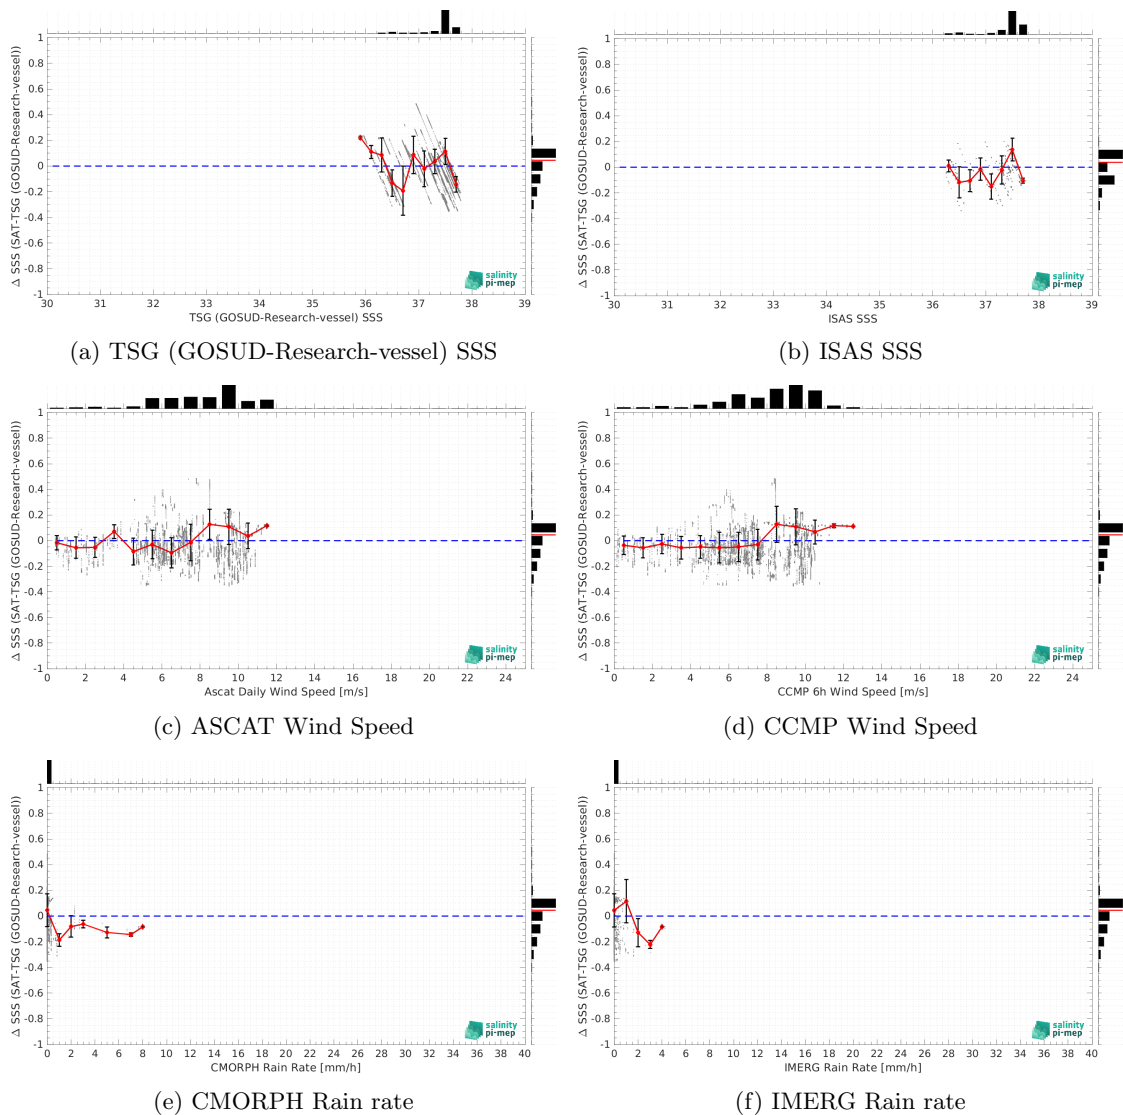 Δ SSS (SAT-TSG (GOSUD-Research-vessel))
1
0.8
0.6
0.4
0.2
0
-0.2
-0.4
-0.6
-0.8
-1
30 31 32 33 34 35 36 37 38 39
TSG (GOSUD-Research-vessel) SSS
salinity
pi-mep
(a) TSG (GOSUD-Research-vessel) SSS
Δ SSS (SAT-TSG (GOSUD-Research-vessel))
1
0.8
0.6
0.4
0.2
0
-0.2
-0.4
-0.6
-0.8
-1
30 31 32 33 34 35 36 37 38 39
ISAS SSS
salinity
pi-mep
(b) ISAS SSS
Δ SSS (SAT-TSG (GOSUD-Research-vessel))
1
0.8
0.6
0.4
0.2
0
-0.2
-0.4
-0.6
-0.8
-1
0 2 4 6 8 10 12 14 16 18 20 22 24
Ascat Daily Wind Speed [m/s]
salinity
pi-mep
(c) ASCAT Wind Speed
Δ SSS (SAT-TSG (GOSUD-Research-vessel))
1
0.8
0.6
0.4
0.2
0
-0.2
-0.4
-0.6
-0.8
-1
0 2 4 6 8 10 12 14 16 18 20 22 24
CCMP 6h Wind Speed [m/s]
salinity
pi-mep
(d) CCMP Wind Speed
Δ SSS (SAT-TSG (GOSUD-Research-vessel))
1
0.8
0.6
0.4
0.2
0
-0.2
-0.4
-0.6
-0.8
-1
0 2 4 6 8 10 12 14 16 18 20 22 24 26 28 30 32 34 36 38 40
CMORPH Rain Rate [mm/h]
salinity
pi-mep
(e) CMORPH Rain rate
Δ SSS (SAT-TSG (GOSUD-Research-vessel))
1
0.8
0.6
0.4
0.2
0
-0.2
-0.4
-0.6
-0.8
-1
0 2 4 6 8 10 12 14 16 18 20 22 24 26 28 30 32 34 36 38 40
IMERG Rain Rate [mm/h]
salinity
pi-mep
(f) IMERG Rain rate